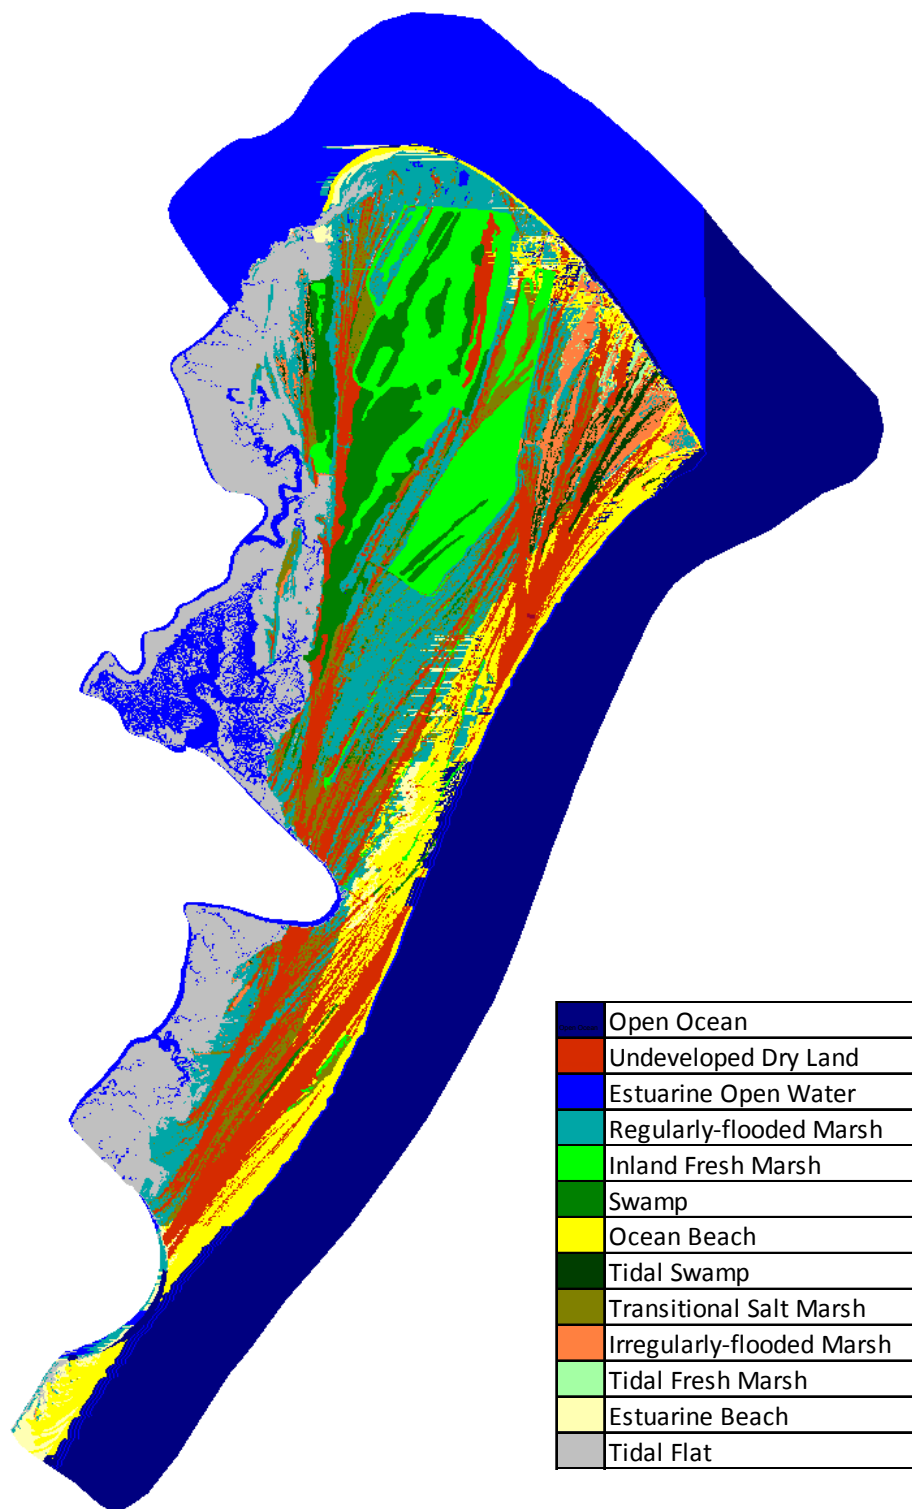 Open Ocean
Undeveloped Dry Land
Estuarine Open Water
Regularly-flooded Marsh
Inland Fresh Marsh
Swamp
Ocean Beach
Tidal Swamp
Transitional Salt Marsh
Irregularly-flooded Marsh
Tidal Fresh Marsh
Estuarine Beach
Tidal Flat